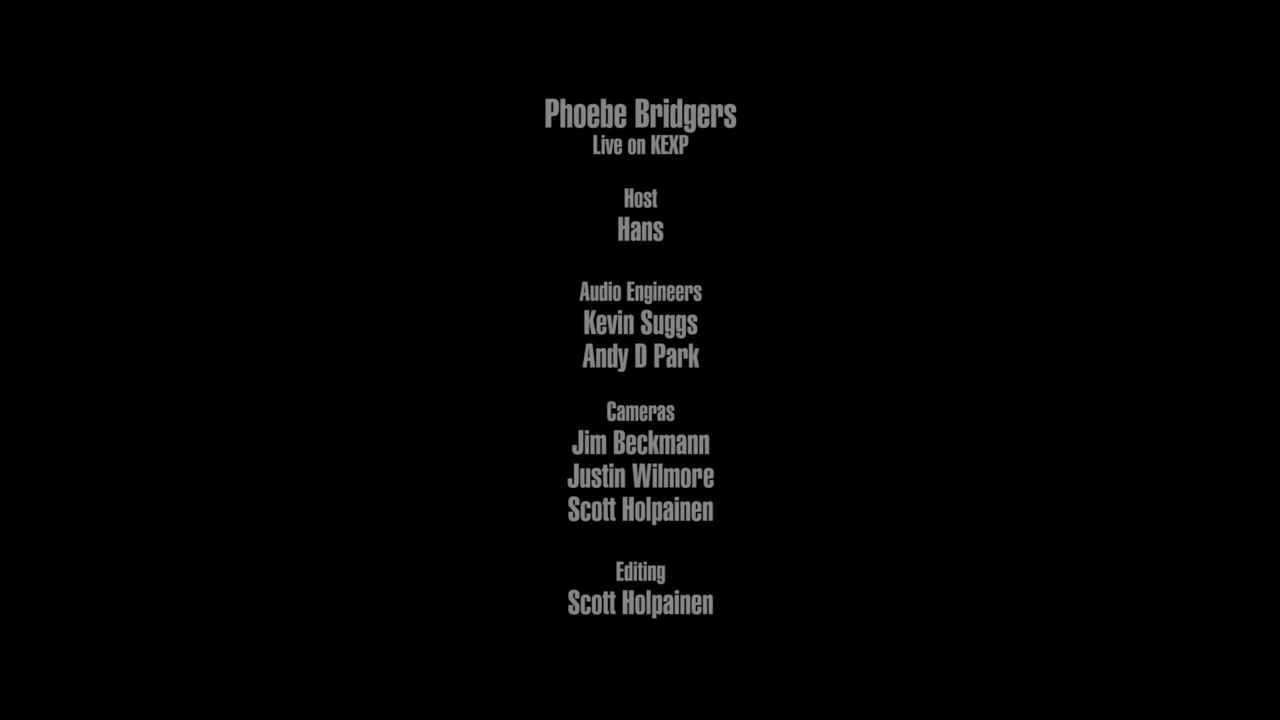 Phoebe Bridgers
Live on KEXP
Host
Hans
Audio Engineers
Kevin Suggs
Andy D Park
Cameras
Jim Beckmann
Justin Wilmore
Scott Holpainen
Editing
Scott Holpainen